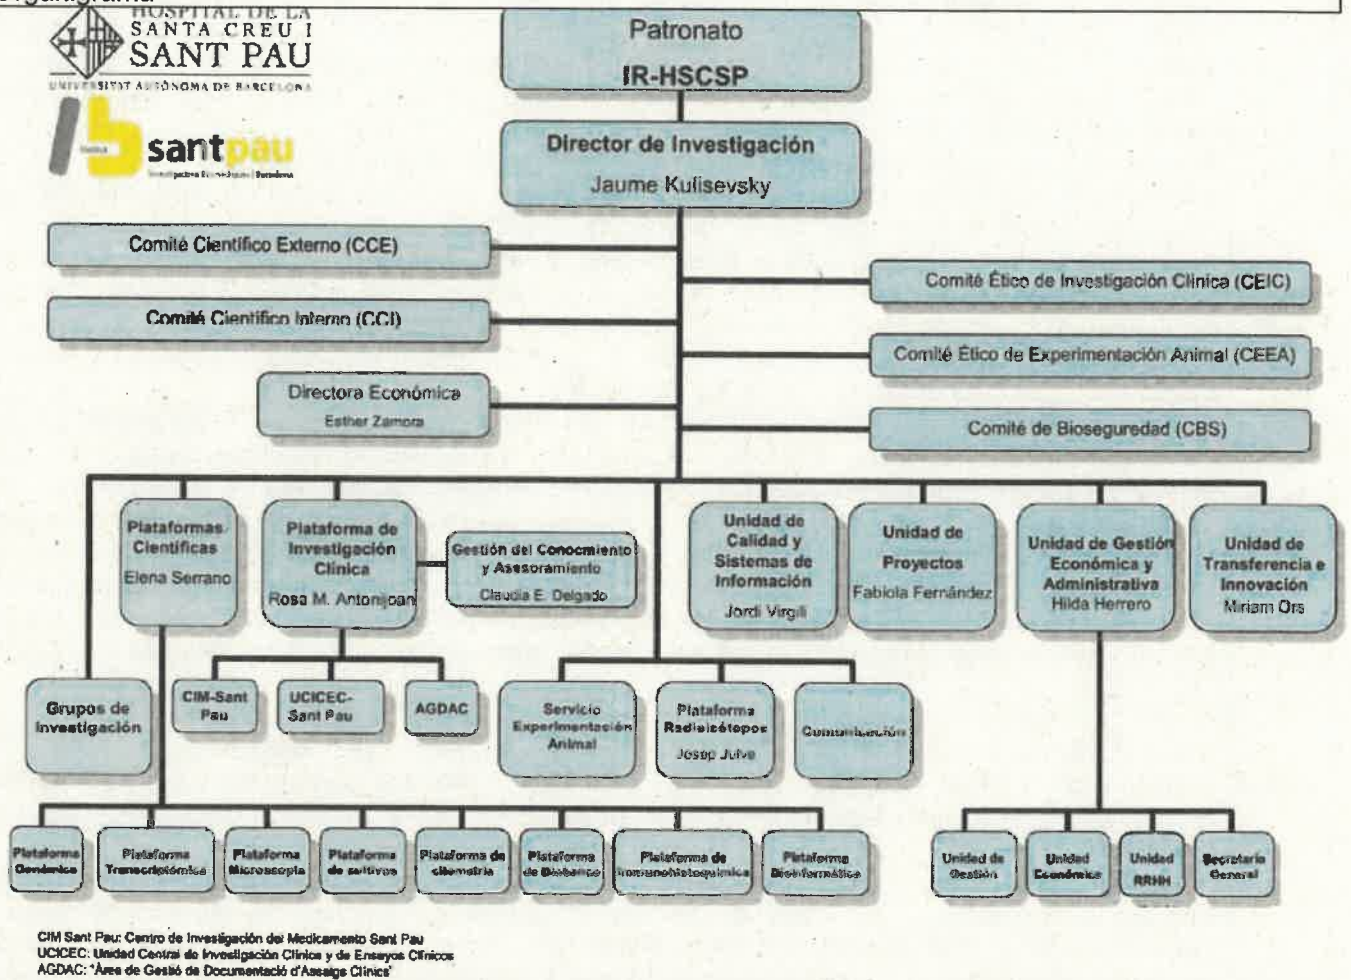 HOSPITAL DE LA
SANTA CREU I
SANT PAU
UNIVERSITAT AUTÒNOMA DE BARCELONA
santpau
Patronato
IR-HSCSP
Director de Investigación
Jaume Kulisevsky
Comité Científico Externo (CCE)
Comité Ético de Investigación Clínica (CEIC)
Comité Científico Interno (CCI)
Comité Ético de Experimentación Animal (CEEA)
Directora Económica
Esther Zamora
Comité de Bioseguredad (CBS)
Plataformas
Científicas
Elena Serrano
Plataforma de
Investigación
Clínica
Rosa M. Antonijoan
Gestión del Conocmiento
y Asesoramiento
Claudia E. Delgado
Unidad de
Calidad y
Sistemas de
Información
Jordi Virgili
Unidad de
Proyectos
Fabiola Fernández
Unidad de Gestión
Económica y
Administrativa
Hilda Herrero
Unidad de
Transferencia e
Innovación
Miriam Ors
Grupos de
Investigación
CIM-Sant
Pau
UCICEC-
Sant Pau
AGDAC
Servicio
Experimentación
Animal
Plataforma
Radioisótopos
Josep Julve
Comunicación
Plataforma
Genómica
Plataforma
Transcriptómica
Plataforma
Microscopia
Plataforma
de cultivos
Plataforma de
citometria
Plataforma
de Biobanco
Plataforma de
Inmunohistoquímica
Plataforma
Bioinformática
Unidad de
Gestión
Unidad
Económica
Unidad
RRHH
Secretaria
General
CIM Sant Pau: Centro de Investigación del Medicamento Sant Pau
UCICEC: Unidad Central de Investigación Clínica y de Ensayos Clínicos
AGDAC: "Àrea de Gestió de Documentació d'Assaigs Clínics"